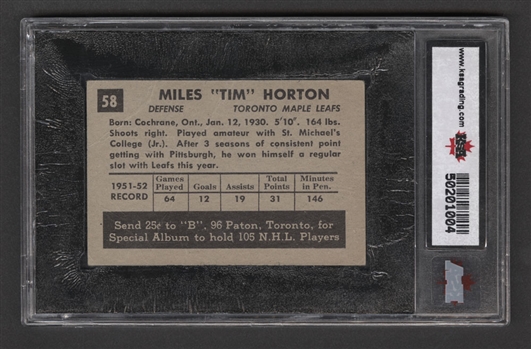 58
MILES "TIM" HORTON
DEFENSE TORONTO MAPLE LEAFS
Born: Cochrane, Ont., Jan. 12, 1930. 5'10". 164 lbs.
Shoots right. Played amateur with St. Michael's
College (Jr.). After 3 seasons of consistent point
getting with Pittsburgh, he won himself a regular
slot with Leafs this year.
1951-52 RECORD
Games Played Goals Assists Total Points Minutes in Pen.
64 12 19 31 146
Send 25¢ to "B", 96 Paton, Toronto, for
Special Album to hold 105 N.H.L. Players
www.ksagrading.com
KSA
50201004